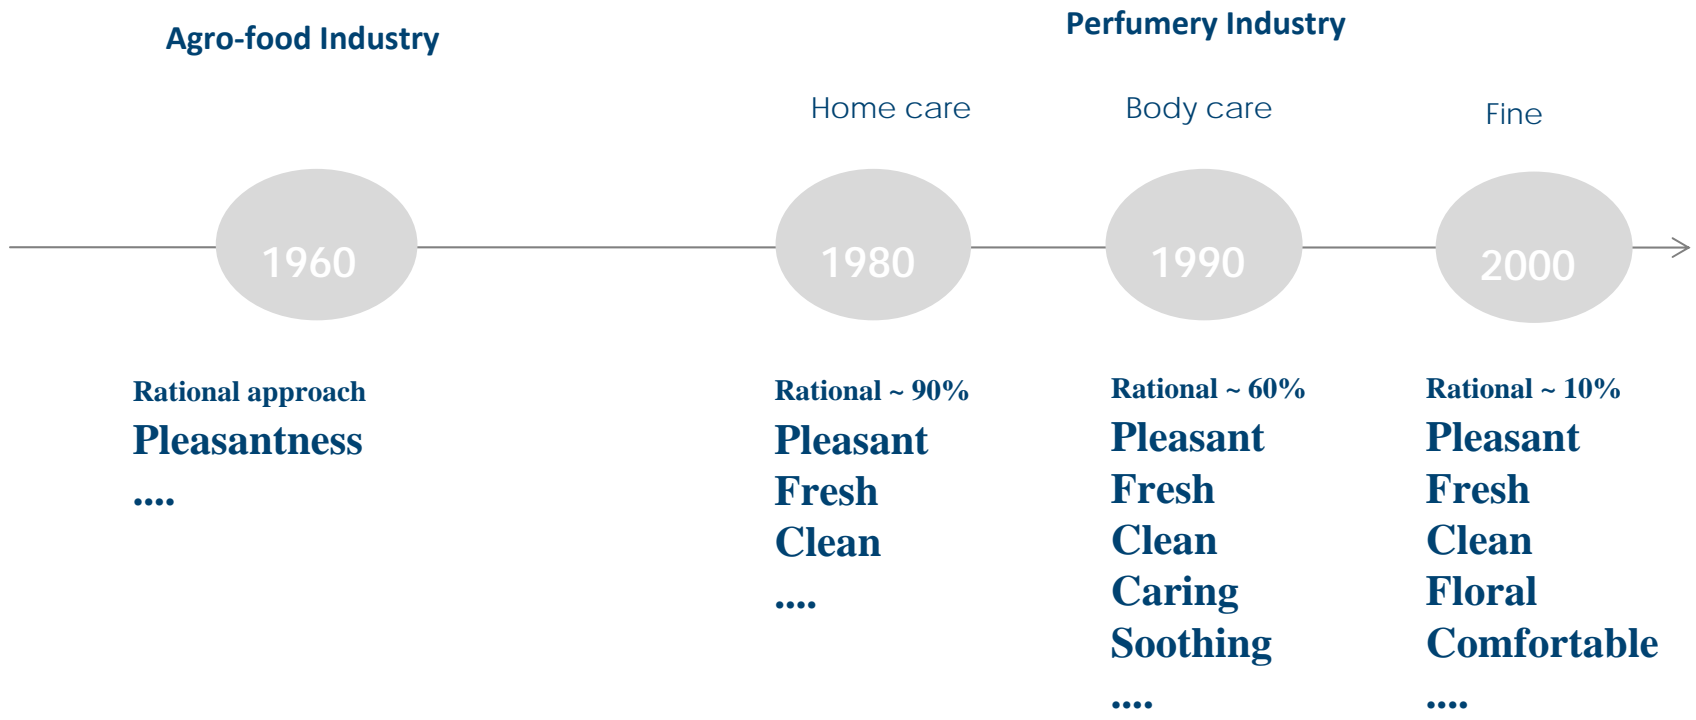 Agro-food Industry
Perfumery Industry
Home care
Body care
Fine
1960
1980
1990
2000
Rational approach
Pleasantness
....
Rational ~ 90%
Pleasant
Fresh
Clean
....
Rational ~ 60%
Pleasant
Fresh
Clean
Caring
Soothing
....
Rational ~ 10%
Pleasant
Fresh
Clean
Floral
Comfortable
....